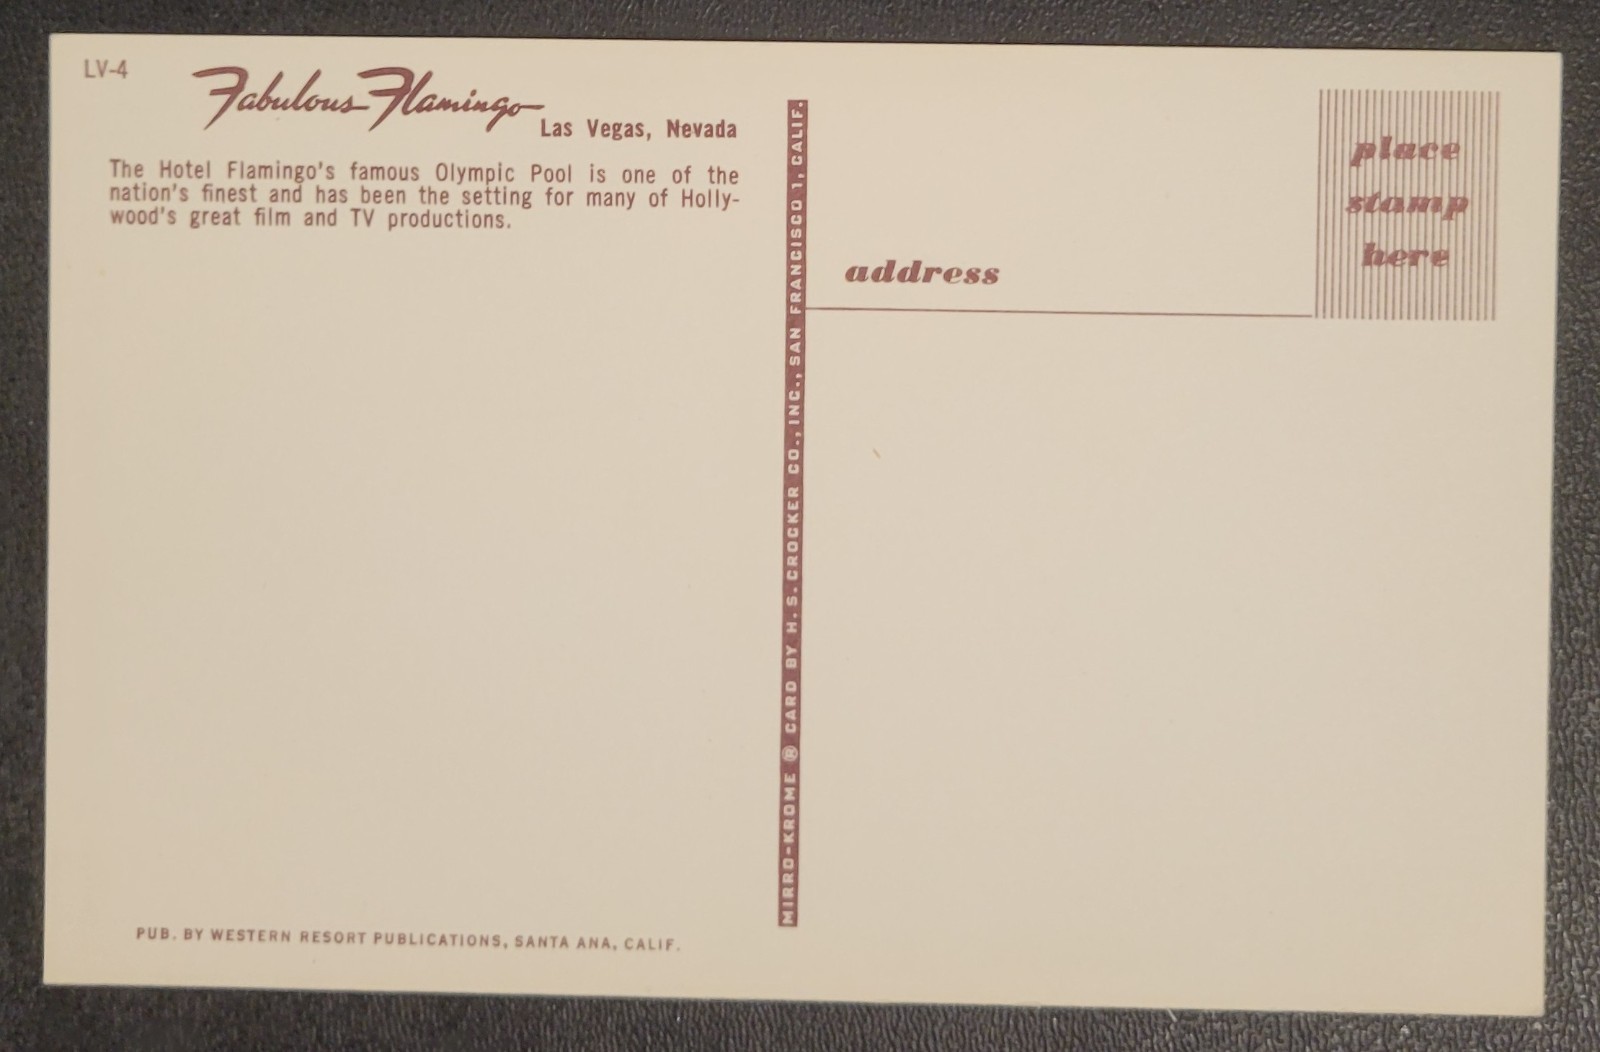 LV-4
Fabulous Flamingo
Las Vegas, Nevada
The Hotel Flamingo's famous Olympic Pool is one of the
nation's finest and has been the setting for many of Holly-
wood's great film and TV productions.
PUB. BY WESTERN RESORT PUBLICATIONS, SANTA ANA, CALIF.
MIRRO-KROME ® CARD BY H. S. CROCKER CO., INC., SAN FRANCISCO 1, CALIF.
place
stamp
here
address